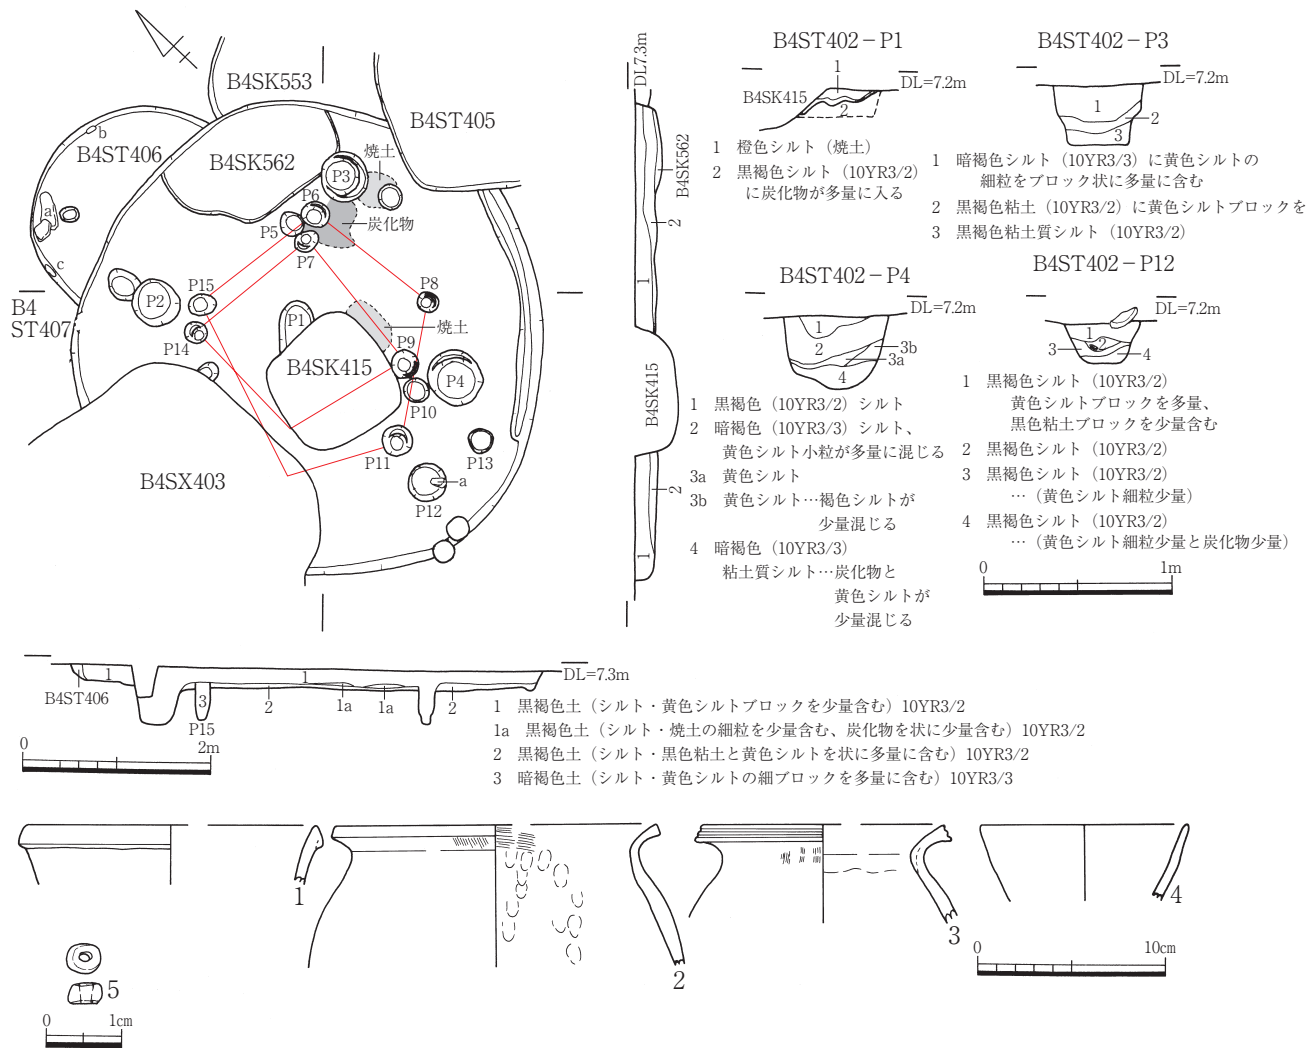 B4SK553
B4ST405
B4ST406
B4SK562
焼土
炭化物
b
a
c
P3
P6
P5
P7
P8
P15
P2
P14
P1
焼土
B4SK415
P9
P4
P10
P11
P13
a
P12
B4
ST407
B4SX403
DL7.3m
B4SK562
2
1
B4SK415
2
1
B4ST402-P1
1
B4SK415
2
DL=7.2m
1 橙色シルト（焼土）
2 黒褐色シルト（10YR3/2）
に炭化物が多量に入る
B4ST402-P3
DL=7.2m
1
2
3
1 暗褐色シルト（10YR3/3）に黄色シルトの
細粒をブロック状に多量に含む
2 黒褐色粘土（10YR3/2）に黄色シルトブロックを
3 黒褐色粘土質シルト（10YR3/2）
B4ST402-P4
DL=7.2m
1
2
3b
3a
4
1 黒褐色（10YR3/2）シルト
2 暗褐色（10YR3/3）シルト、
黄色シルト小粒が多量に混じる
3a 黄色シルト
3b 黄色シルト…褐色シルトが
少量混じる
4 暗褐色（10YR3/3）
粘土質シルト…炭化物と
黄色シルトが
少量混じる
B4ST402-P12
DL=7.2m
1
2
3
4
1 黒褐色シルト（10YR3/2）
黄色シルトブロックを多量、
黒色粘土ブロックを少量含む
2 黒褐色シルト（10YR3/2）
3 黒褐色シルト（10YR3/2）
…（黄色シルト細粒少量）
4 黒褐色シルト（10YR3/2）
…（黄色シルト細粒少量と炭化物少量）
0 1m
B4ST406
1
3
P15
2
1
1a
1a
2
DL=7.3m
0 2m
1 黒褐色土（シルト・黄色シルトブロックを少量含む）10YR3/2
1a 黒褐色土（シルト・焼土の細粒を少量含む、炭化物を状に少量含む）10YR3/2
2 黒褐色土（シルト・黒色粘土と黄色シルトを状に多量に含む）10YR3/2
3 暗褐色土（シルト・黄色シルトの細ブロックを多量に含む）10YR3/3
1
2
3
4
5
0 1cm
0 10cm